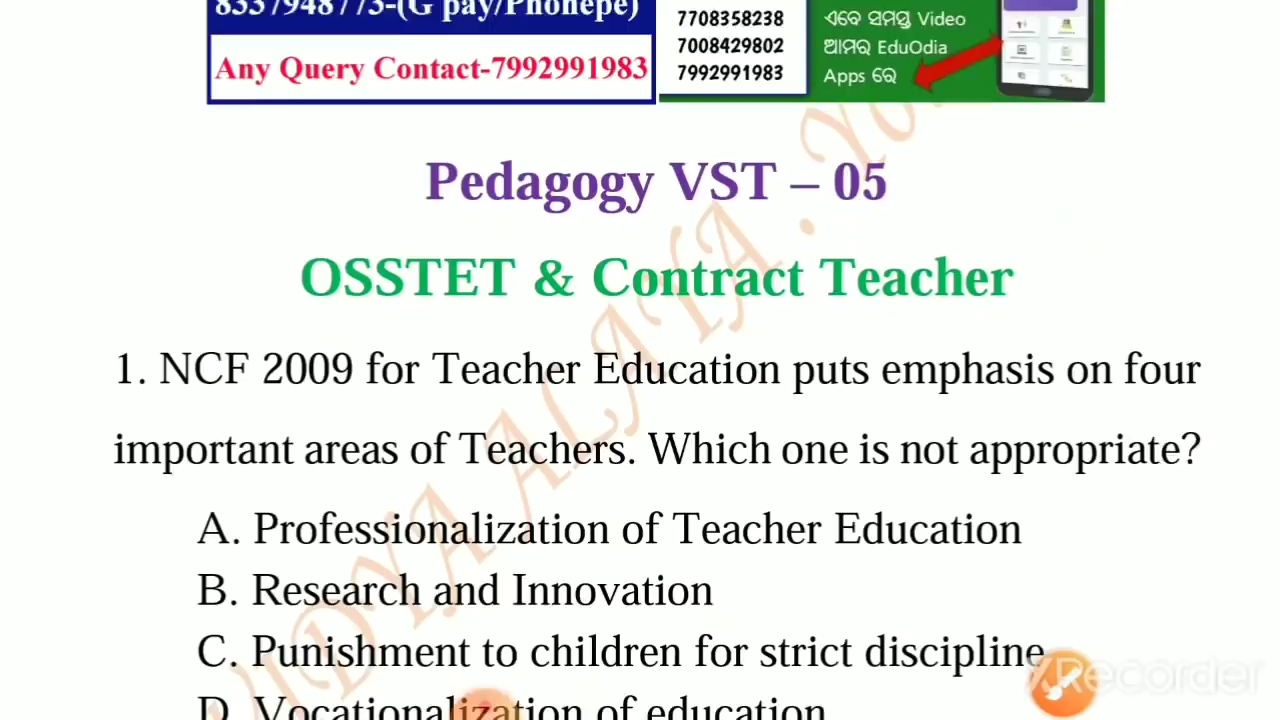 8337948773-(G pay/Phonepe)
Any Query Contact-7992991983
7708358238
7008429802
7992991983
ଏବେ ସମସ୍ତ Video
ଆମର EduOdia
Apps ରେ
Pedagogy VST – 05
OSSTET & Contract Teacher
1. NCF 2009 for Teacher Education puts emphasis on four
important areas of Teachers. Which one is not appropriate?
A. Professionalization of Teacher Education
B. Research and Innovation
C. Punishment to children for strict discipline
D. Vocationalization of education
XRecorder